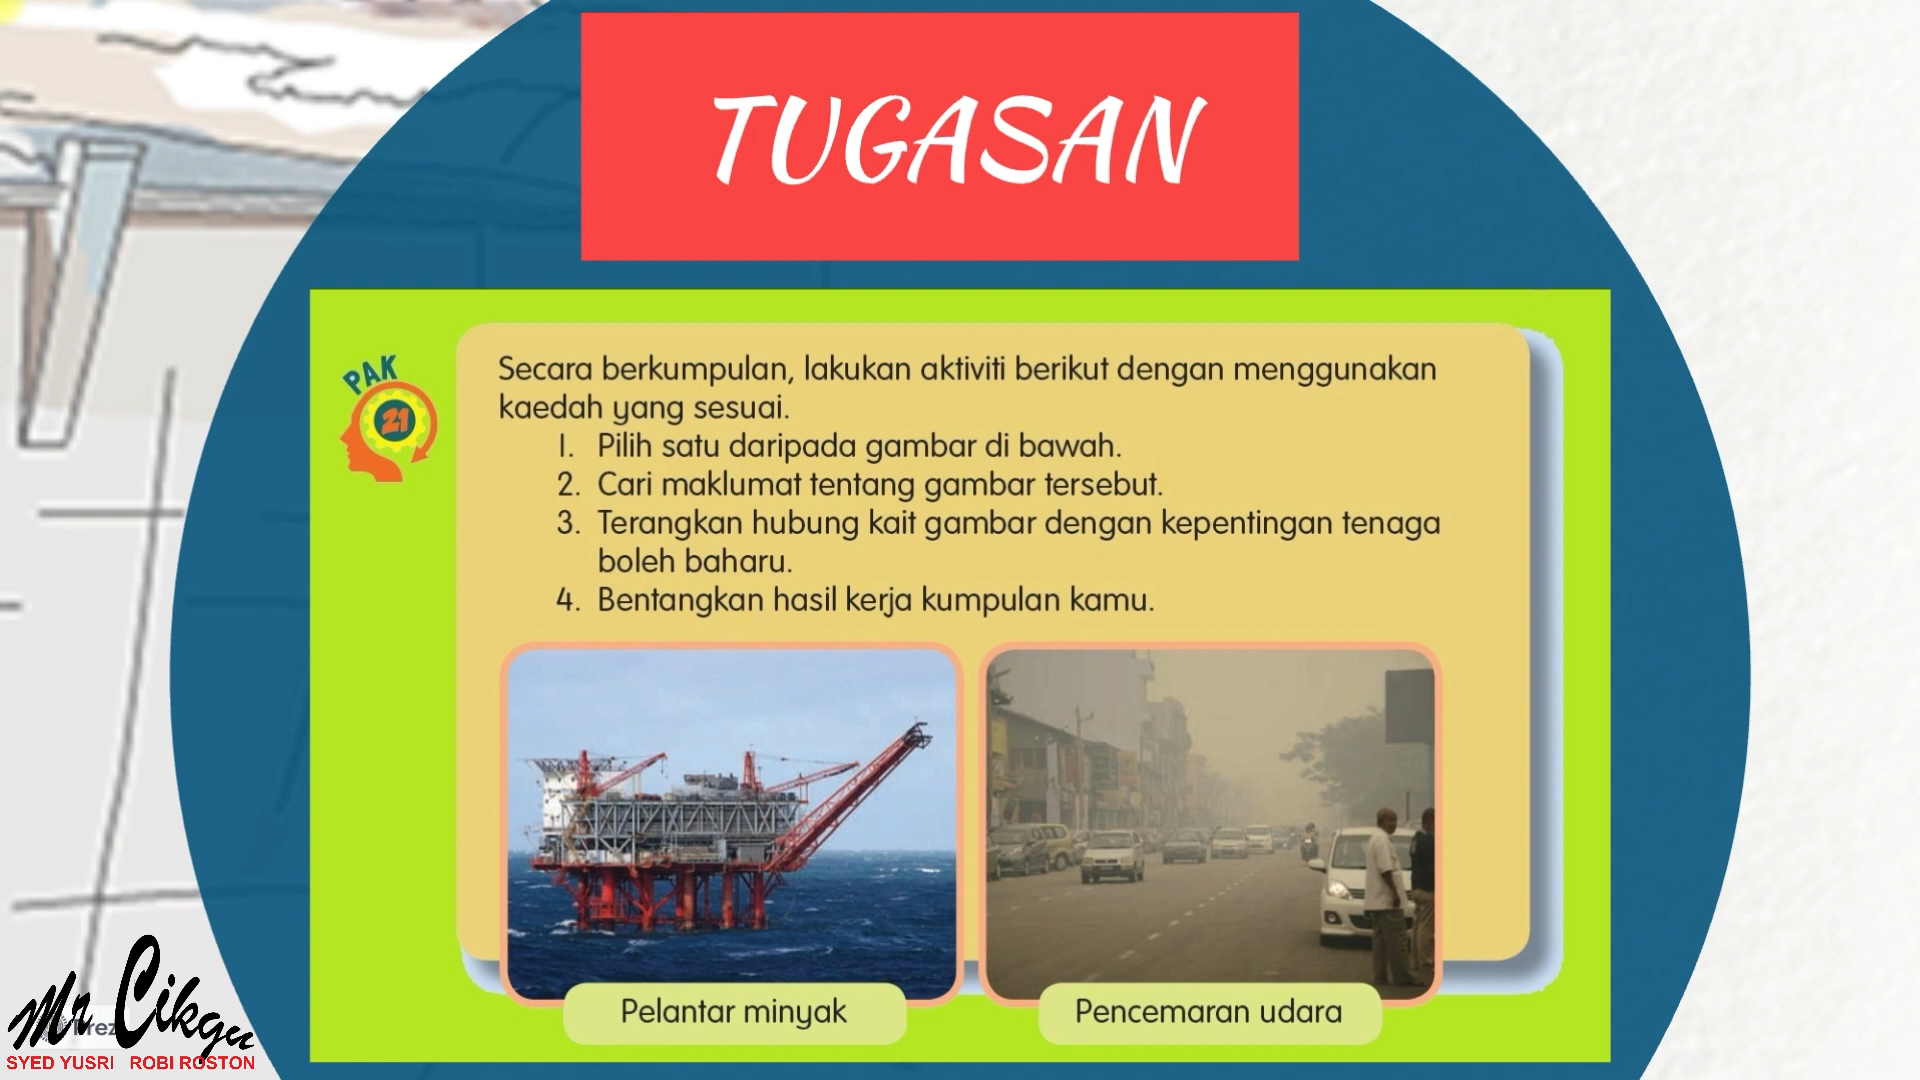 TUGASAN
PAK
21
Secara berkumpulan, lakukan aktiviti berikut dengan menggunakan
kaedah yang sesuai.
1. Pilih satu daripada gambar di bawah.
2. Cari maklumat tentang gambar tersebut.
3. Terangkan hubung kait gambar dengan kepentingan tenaga
boleh baharu.
4. Bentangkan hasil kerja kumpulan kamu.
Pelantar minyak
Pencemaran udara
Mr Cikgu
SYED YUSRI ROBI ROSTON